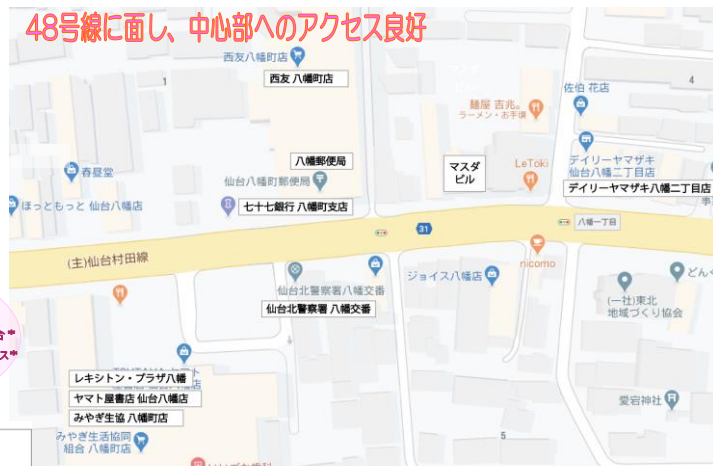 48号線に面し、中心部へのアクセス良好
西友八幡町店
西友 八幡町店
1
4
佐伯 花店
麺屋 吉兆。
ラーメン・お手頃
八幡郵便局
マスダ
ビル
LeToki
デイリーヤマザキ
仙台八幡二丁目店
デイリーヤマザキ八幡二丁目店
春昼堂
仙台八幡町郵便局
ほっともっと 仙台八幡店
七十七銀行 八幡町支店
31
八幡一丁目
(主)仙台村田線
nicomo
仙台北警察署八幡交番
仙台北警察署 八幡交番
ジョイス八幡店
どん
(一社)東北
地域づくり協会
レキシトン・プラザ八幡
ヤマト屋書店 仙台八幡店
みやぎ生協 八幡町店
愛宕神社
みやぎ生活協同
組合 八幡町店
5